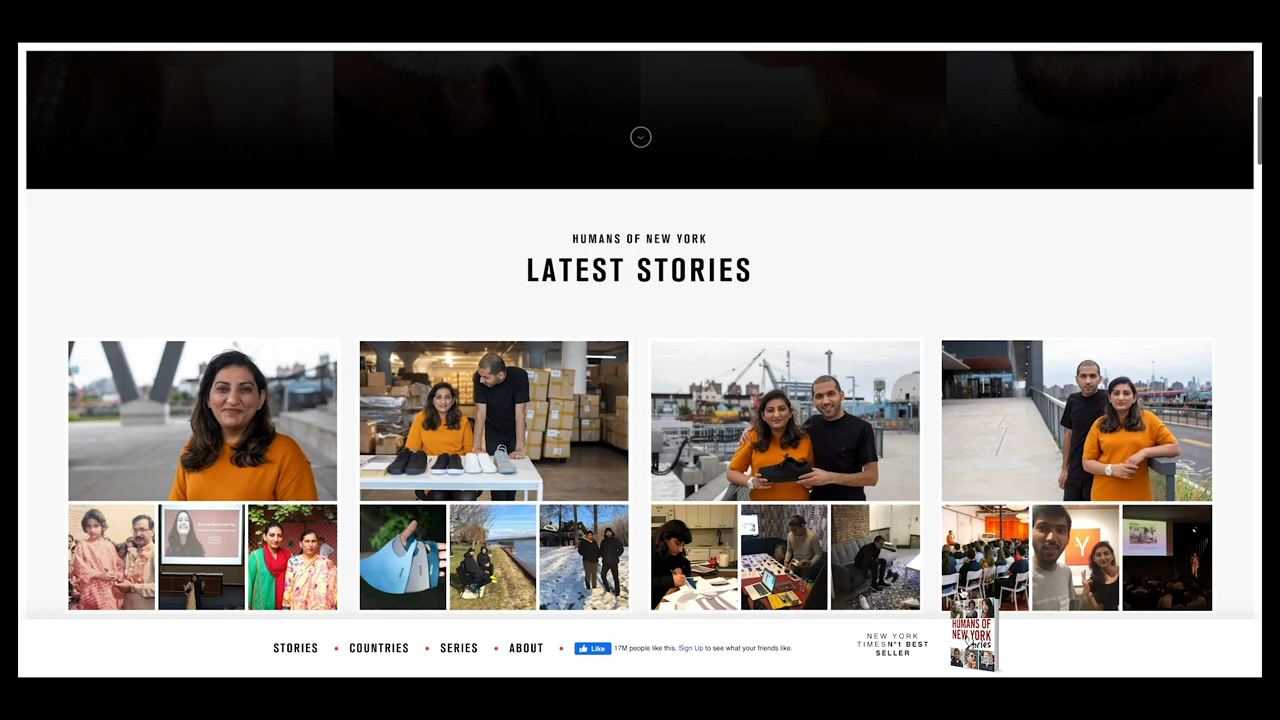 HUMANS OF NEW YORK
LATEST STORIES
Y
STORIES • COUNTRIES • SERIES • ABOUT •
Like 17M people like this. Sign Up to see what your friends like.
NEW YORK
TIMES Nº1 BEST
SELLER
HUMANS OF
NEW YORK
Stories